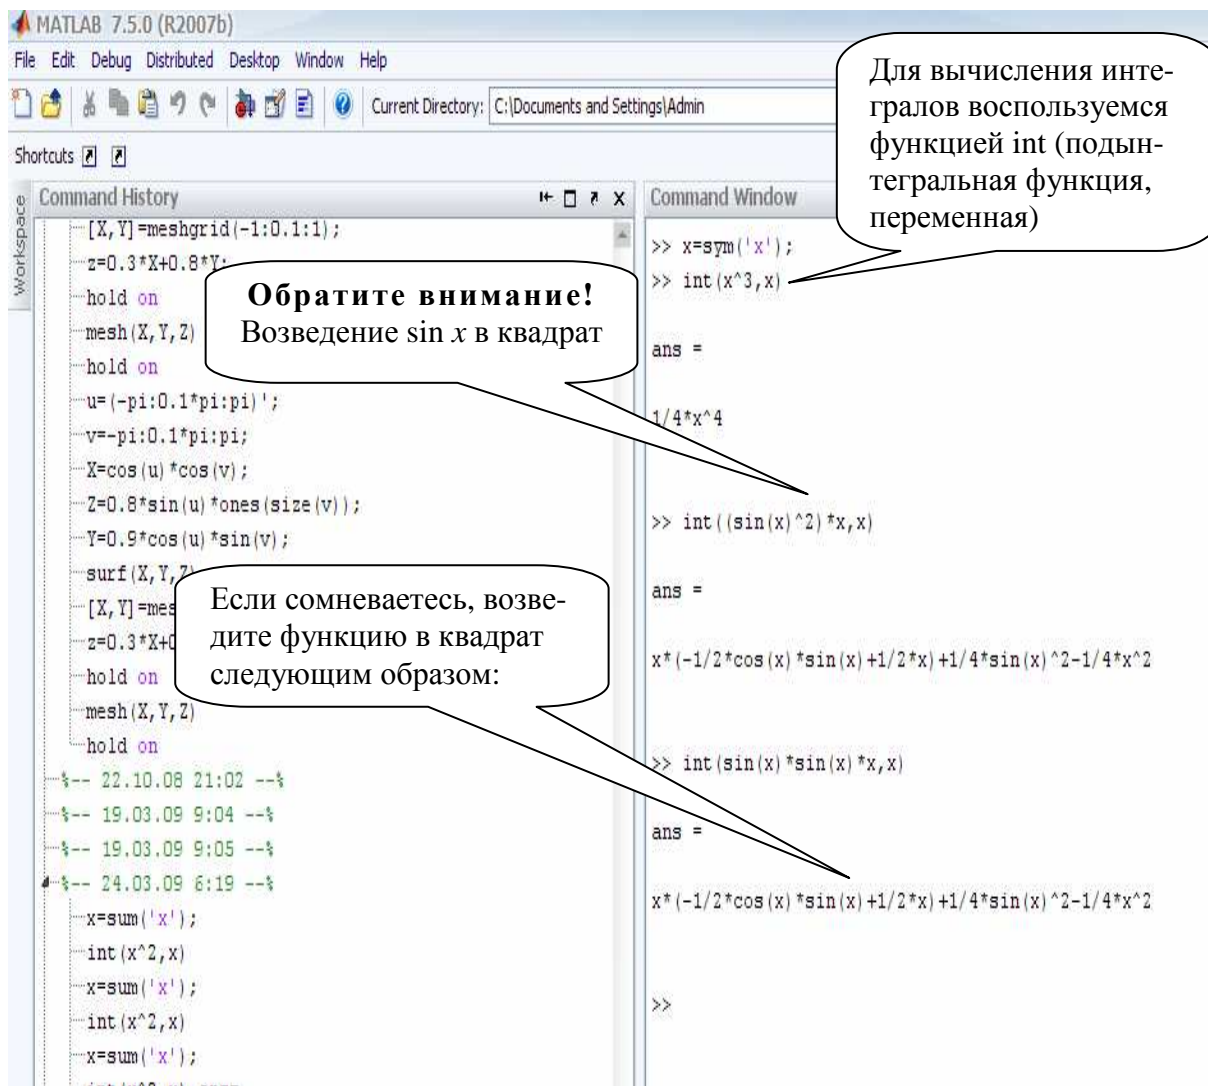 MATLAB 7.5.0 (R2007b)
File Edit Debug Distributed Desktop Window Help
Current Directory: C:\Documents and Settings\Admin
Shortcuts
Workspace
Command History
[X,Y]=meshgrid(-1:0.1:1);
z=0.3*X+0.8*Y;
hold on
mesh(X,Y,Z)
hold on
u=(-pi:0.1*pi:pi)';
v=-pi:0.1*pi:pi;
X=cos(u)*cos(v);
Z=0.8*sin(u)*ones(size(v));
Y=0.9*cos(u)*sin(v);
surf(X,Y,Z)
[X,Y]=mes
z=0.3*X+0
hold on
mesh(X,Y,Z)
hold on
%-- 22.10.08 21:02 --%
%-- 19.03.09 9:04 --%
%-- 19.03.09 9:05 --%
%-- 24.03.09 6:19 --%
x=sum('x');
int(x^2,x)
x=sum('x');
int(x^2,x)
x=sum('x');
Command Window
>> x=sym('x');
>> int(x^3,x)
ans =
1/4*x^4
>> int((sin(x)^2)*x,x)
ans =
x*(-1/2*cos(x)*sin(x)+1/2*x)+1/4*sin(x)^2-1/4*x^2
>> int(sin(x)*sin(x)*x,x)
ans =
x*(-1/2*cos(x)*sin(x)+1/2*x)+1/4*sin(x)^2-1/4*x^2
>>
Для вычисления инте-
гралов воспользуемся
функцией int (подын-
тегральная функция,
переменная)
Обратите внимание!
Возведение sin x в квадрат
Если сомневаетесь, возве-
дите функцию в квадрат
следующим образом: